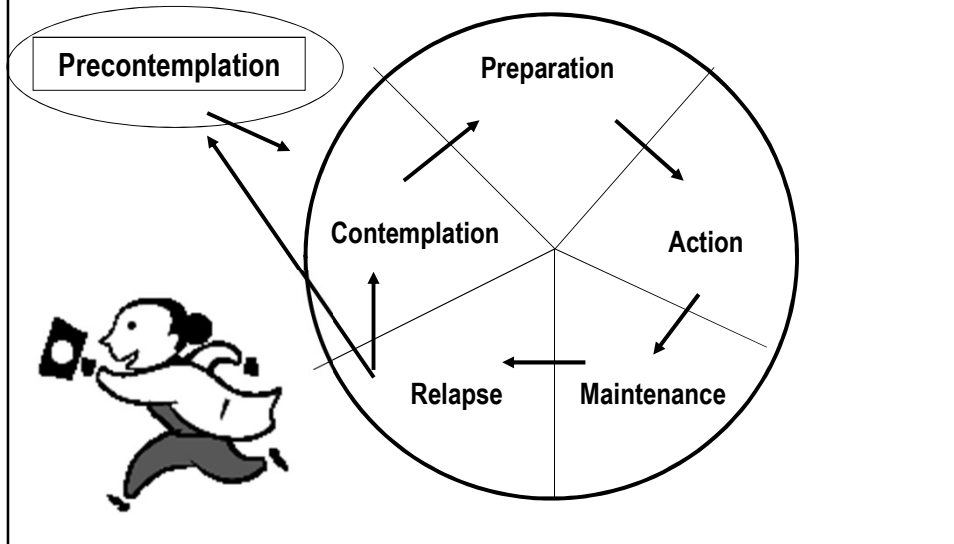 Precontemplation
Preparation
Contemplation
Action
Relapse
Maintenance